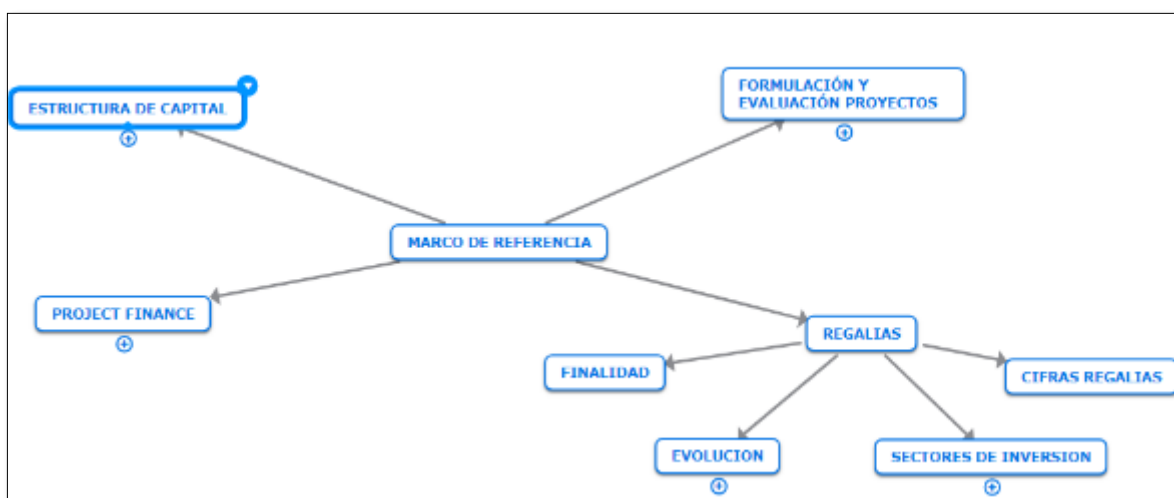 ESTRUCTURA DE CAPITAL
FORMULACIÓN Y
EVALUACIÓN PROYECTOS
MARCO DE REFERENCIA
PROJECT FINANCE
REGALIAS
FINALIDAD
CIFRAS REGALIAS
EVOLUCION
SECTORES DE INVERSION